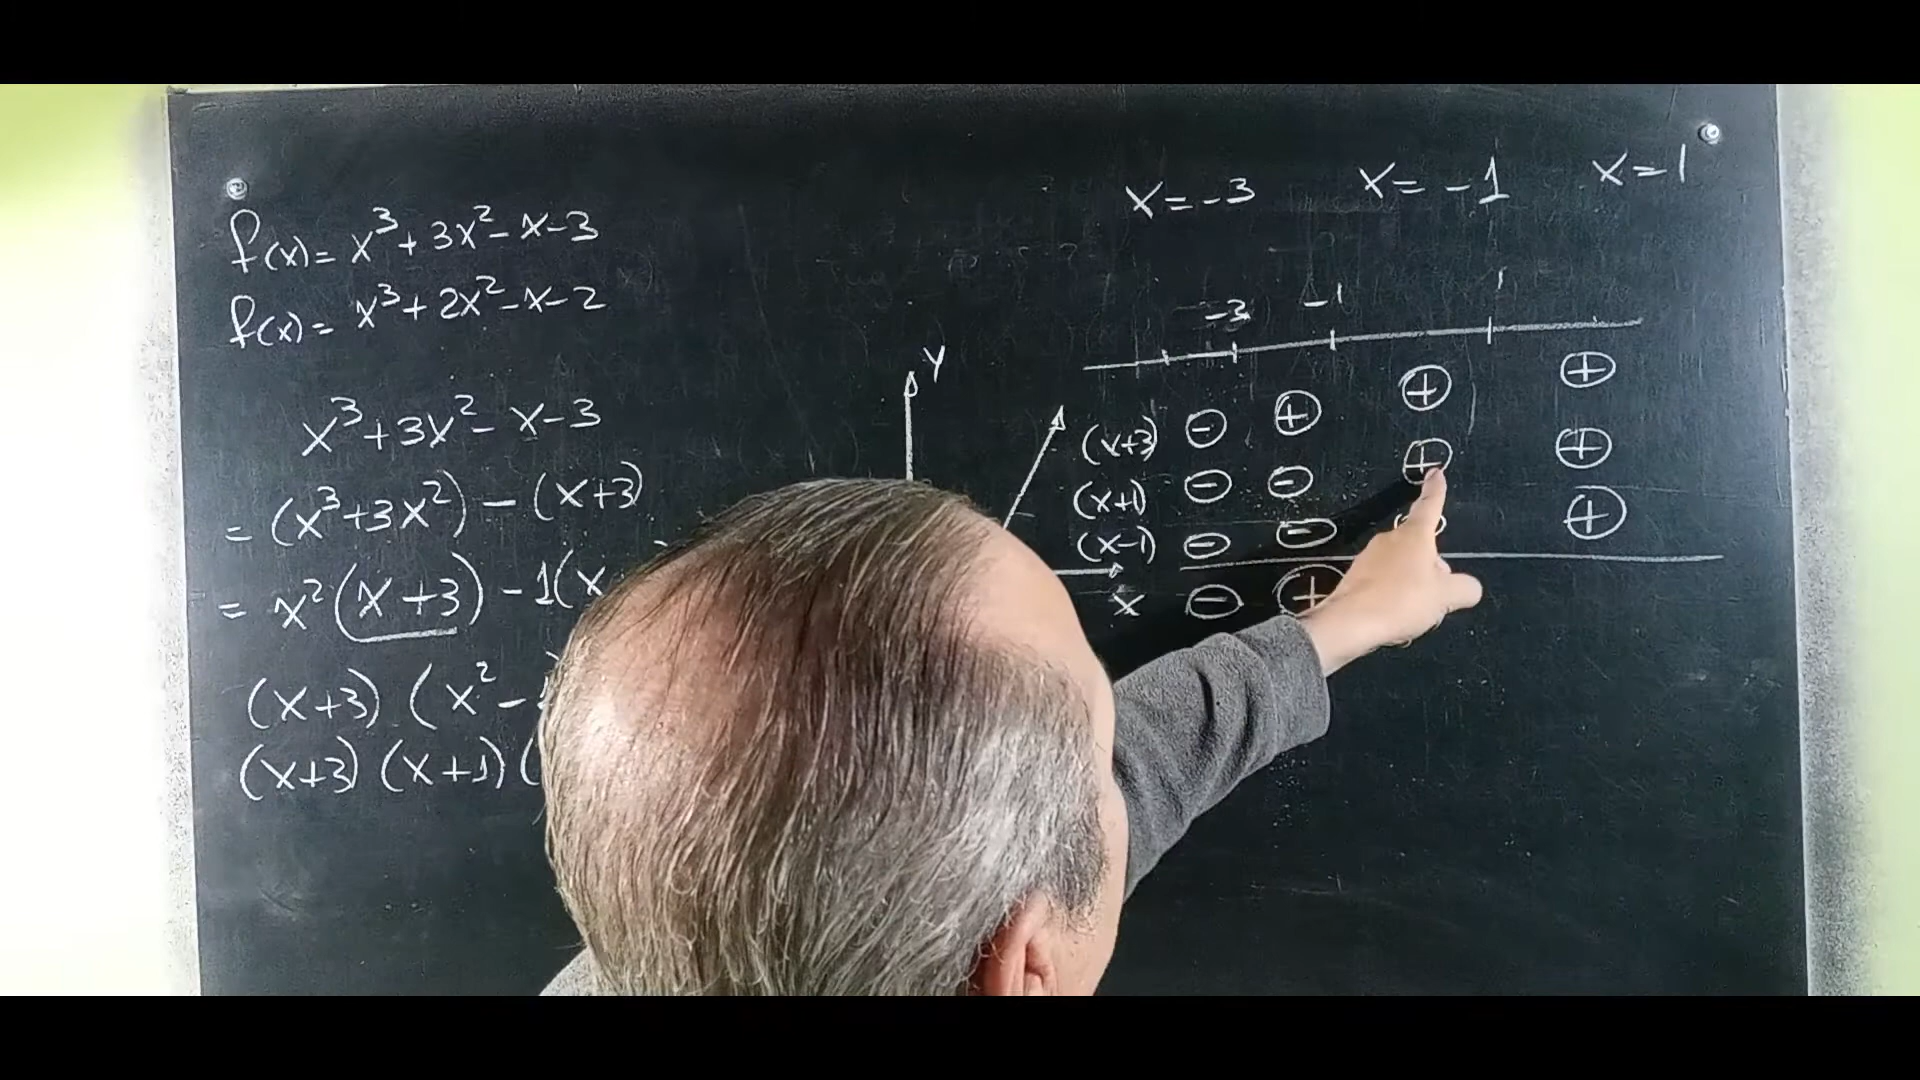 f(x)= x³+3x²-x-3
f(x)= x³+2x²-x-2
x³+3x²-x-3
= (x³+3x²)-(x+3)
= x²(x+3)-1(x
(x+3)(x²-
(x+3)(x+1)(
Y
x=-3 x=-1 x=1
-3 -1 1
(x+3) - + + +
(x+1) - - + +
(x-1) - - - +
x - +